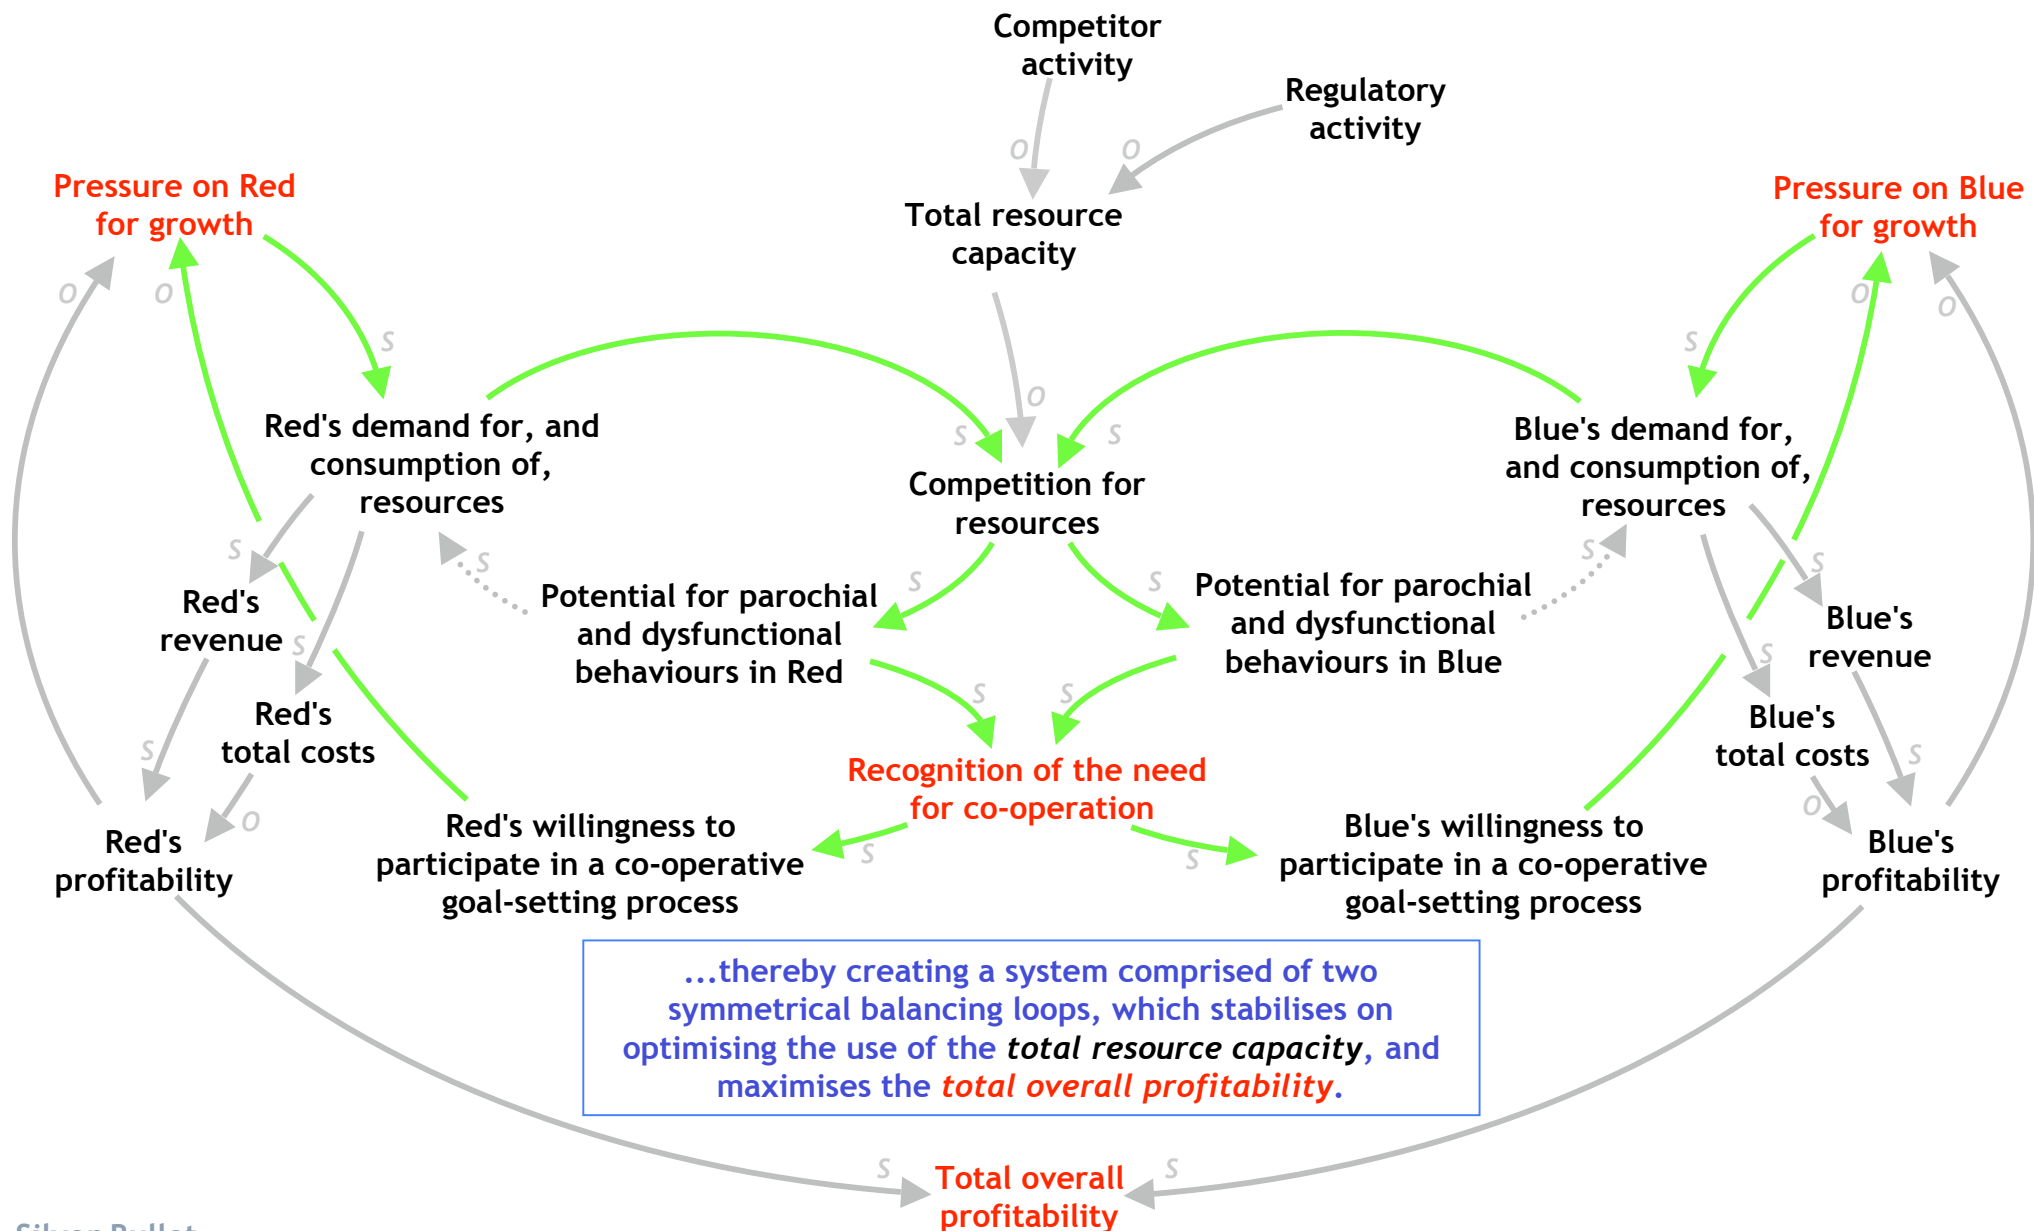 Competitor
activity
Regulatory
activity
Pressure on Red
for growth
Pressure on Blue
for growth
Total resource
capacity
O
O
O
O
O
O
S
S
O
S
S
Red's demand for, and
consumption of,
resources
Blue's demand for,
and consumption of,
resources
Competition for
resources
S
S
S
S
S
S
Potential for parochial
and dysfunctional
behaviours in Red
Potential for parochial
and dysfunctional
behaviours in Blue
Red's
revenue
Blue's
revenue
S
S
S
S
Red's
total costs
Blue's
total costs
S
S
Recognition of the need
for co-operation
O
O
S
S
Red's
profitability
Red's willingness to
participate in a co-operative
goal-setting process
Blue's willingness to
participate in a co-operative
goal-setting process
Blue's
profitability
...thereby creating a system comprised of two
symmetrical balancing loops, which stabilises on
optimising the use of the total resource capacity, and
maximises the total overall profitability.
S
S
Total overall
profitability
Silver Bullet